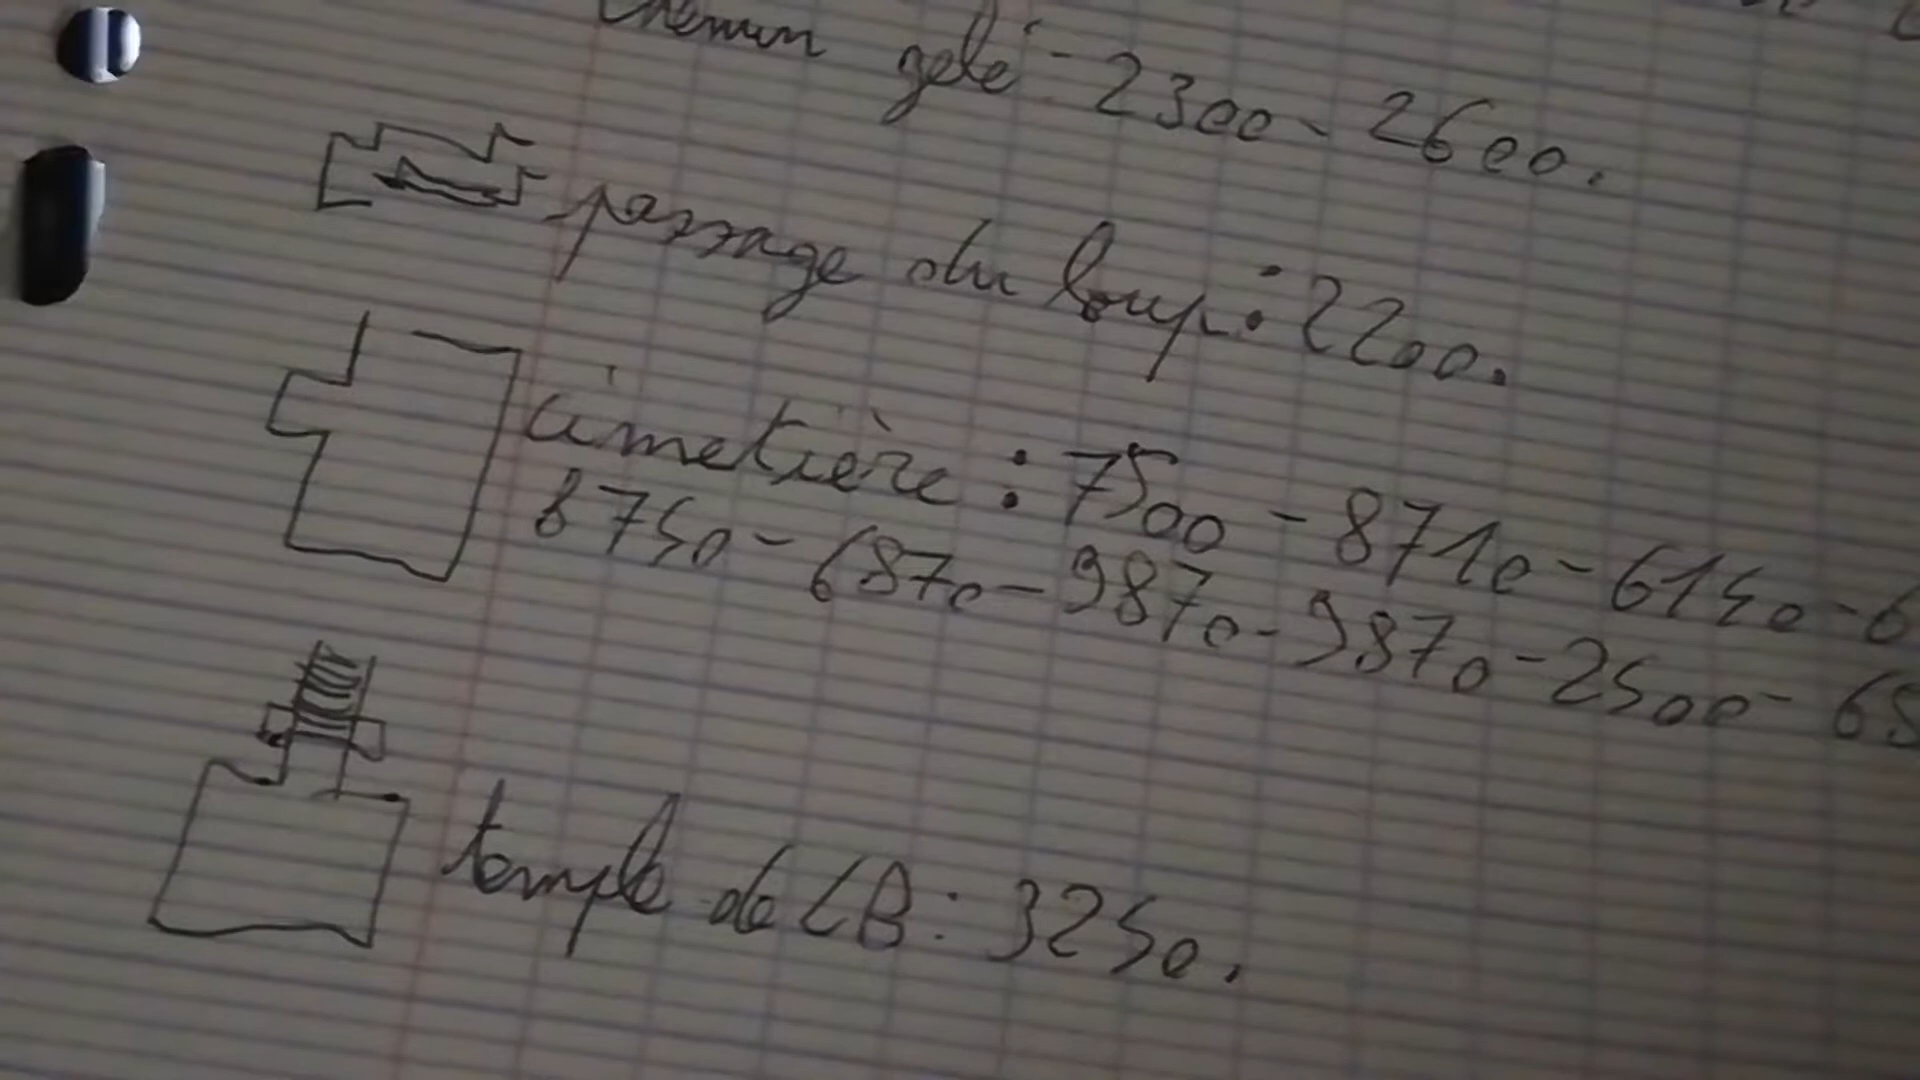 Chemin gelé - 2300 - 2600.
passage du loup : 2200.
cimetière : 7500 - 8710 - 6150 - 6
8750 - 6870 - 9870 - 9870 - 2500 - 65
temple de LB : 3250.